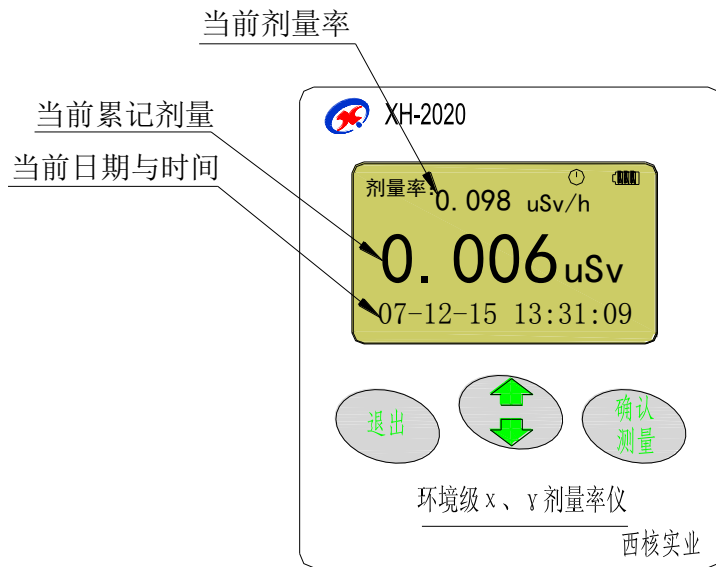 当前剂量率
当前累记剂量
当前日期与时间
XH-2020
剂量率:
0.098 uSv/h
0.006 uSv
07-12-15 13:31:09
退出
确认
测量
环境级x、γ剂量率仪
西核实业